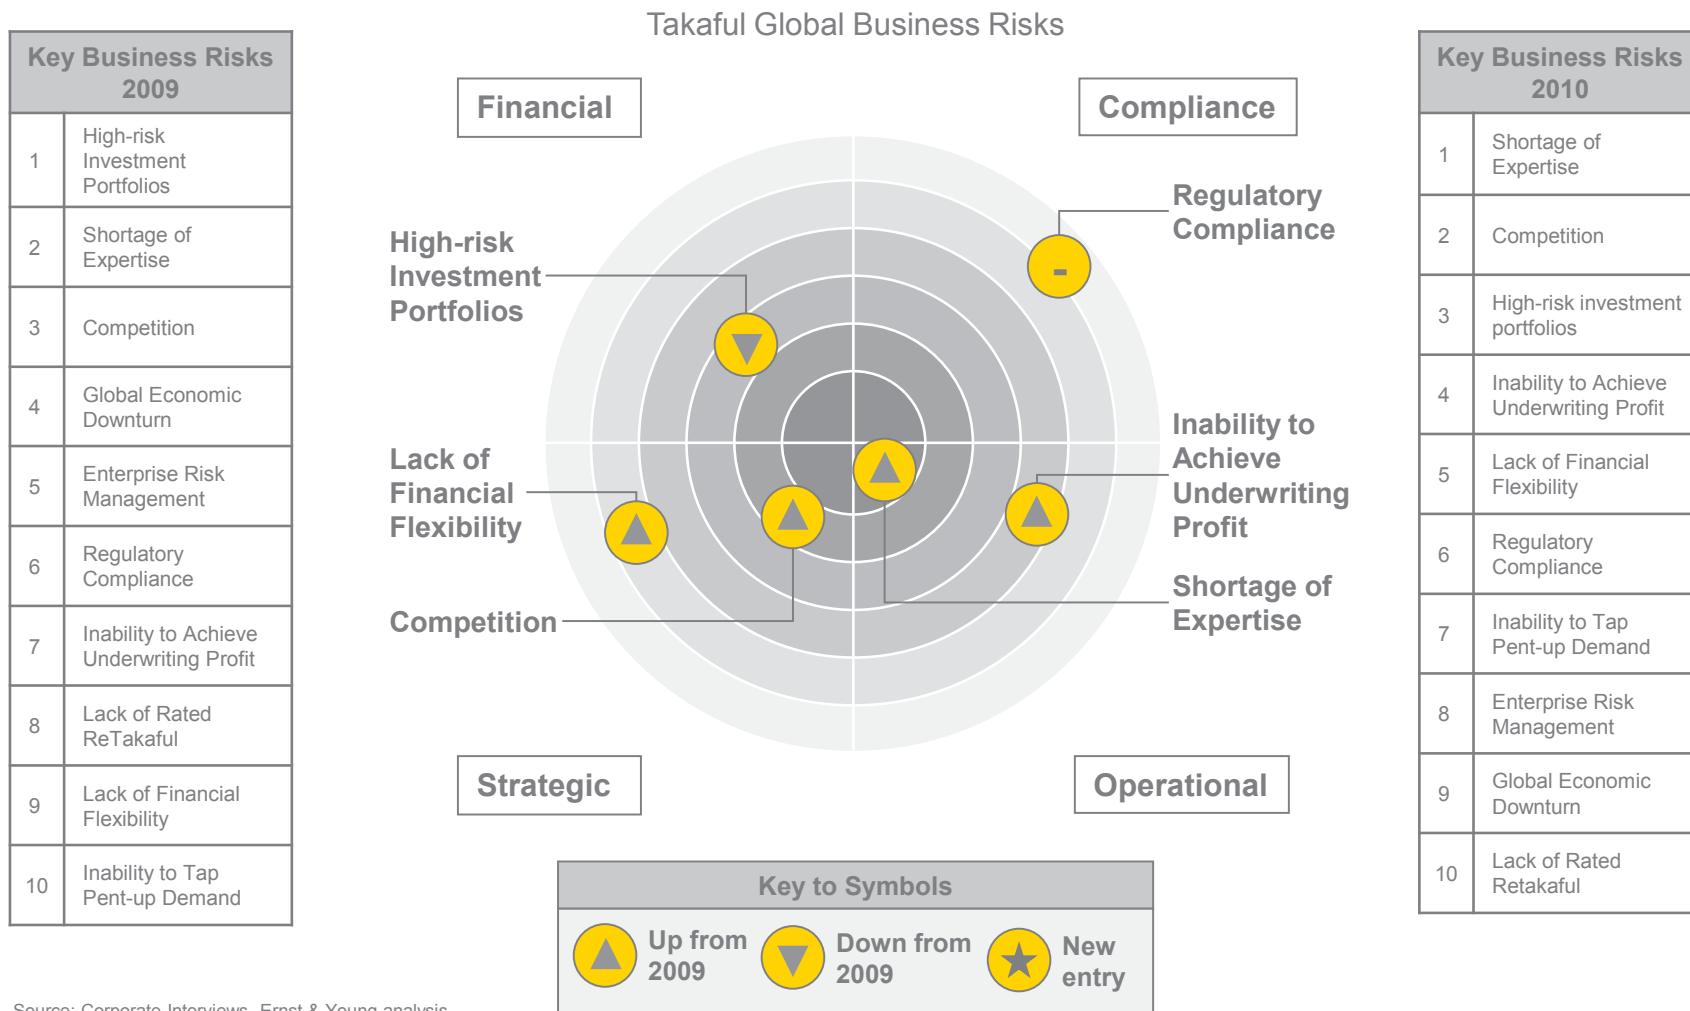 Takaful Global Business Risks
Key Business Risks
2009
1
High-risk
Investment
Portfolios
2
Shortage of
Expertise
3
Competition
4
Global Economic
Downturn
5
Enterprise Risk
Management
6
Regulatory
Compliance
7
Inability to Achieve
Underwriting Profit
8
Lack of Rated
ReTakaful
9
Lack of Financial
Flexibility
10
Inability to Tap
Pent-up Demand
Financial
Compliance
High-risk
Investment
Portfolios
Regulatory
Compliance
-
Lack of
Financial
Flexibility
Inability to
Achieve
Underwriting
Profit
Competition
Shortage of
Expertise
Strategic
Operational
Key to Symbols
Up from
2009
Down from
2009
New
entry
Key Business Risks
2010
1
Shortage of
Expertise
2
Competition
3
High-risk investment
portfolios
4
Inability to Achieve
Underwriting Profit
5
Lack of Financial
Flexibility
6
Regulatory
Compliance
7
Inability to Tap
Pent-up Demand
8
Enterprise Risk
Management
9
Global Economic
Downturn
10
Lack of Rated
Retakaful
Source: Corporate Interviews, Ernst & Young analysis